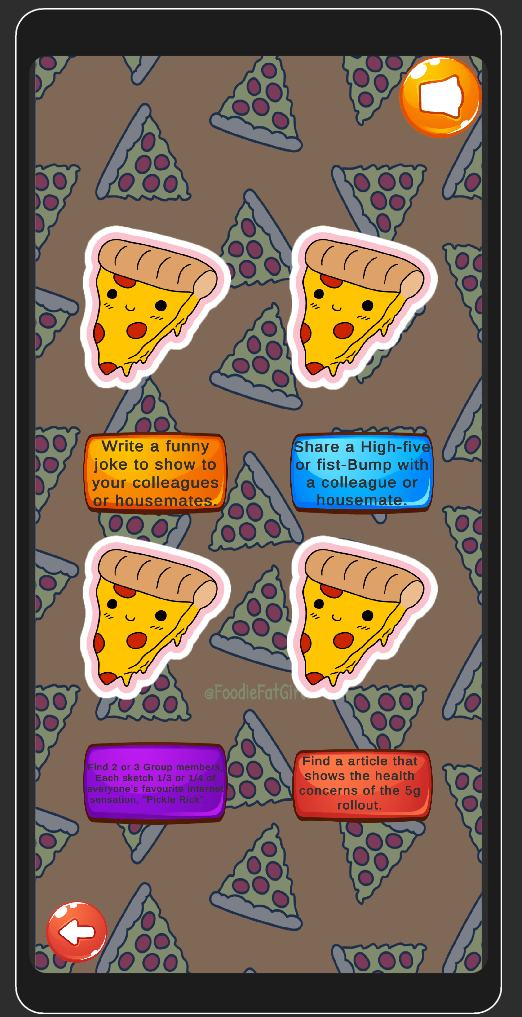 Write a funny
joke to show to
your colleagues
or housemates.
Share a High-five
or fist-Bump with
a colleague or
housemate.
@FoodieFatGirl
Find 2 or 3 Group members.
Each sketch 1/3 or 1/4 of
everyone's favourite internet
sensation, "Pickle Rick".
Find a article that
shows the health
concerns of the 5g
rollout.